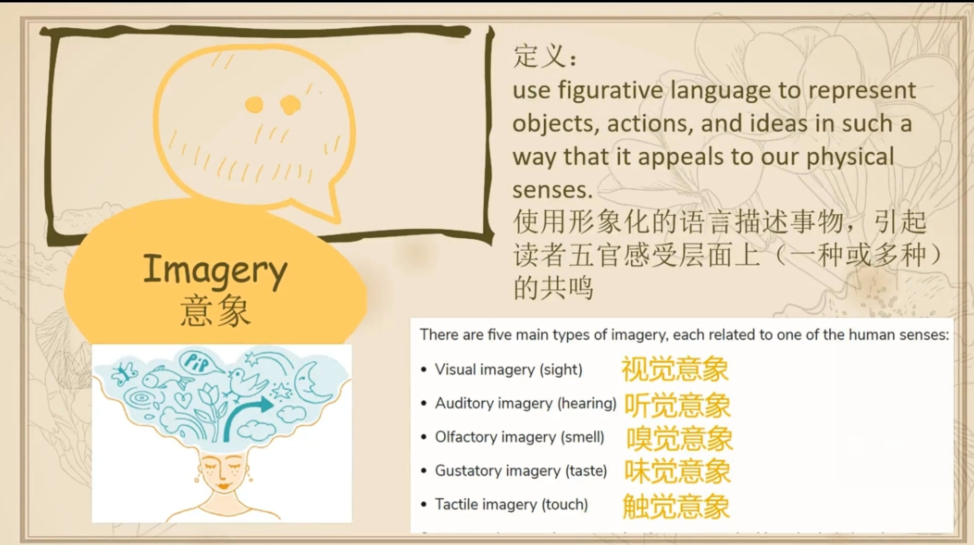 定义：
use figurative language to represent
objects, actions, and ideas in such a
way that it appeals to our physical
senses.
使用形象化的语言描述事物，引起
读者五官感受层面上（一种或多种）
的共鸣
Imagery
意象
PiP
There are five main types of imagery, each related to one of the human senses:
• Visual imagery (sight) 视觉意象
• Auditory imagery (hearing) 听觉意象
• Olfactory imagery (smell) 嗅觉意象
• Gustatory imagery (taste) 味觉意象
• Tactile imagery (touch) 触觉意象